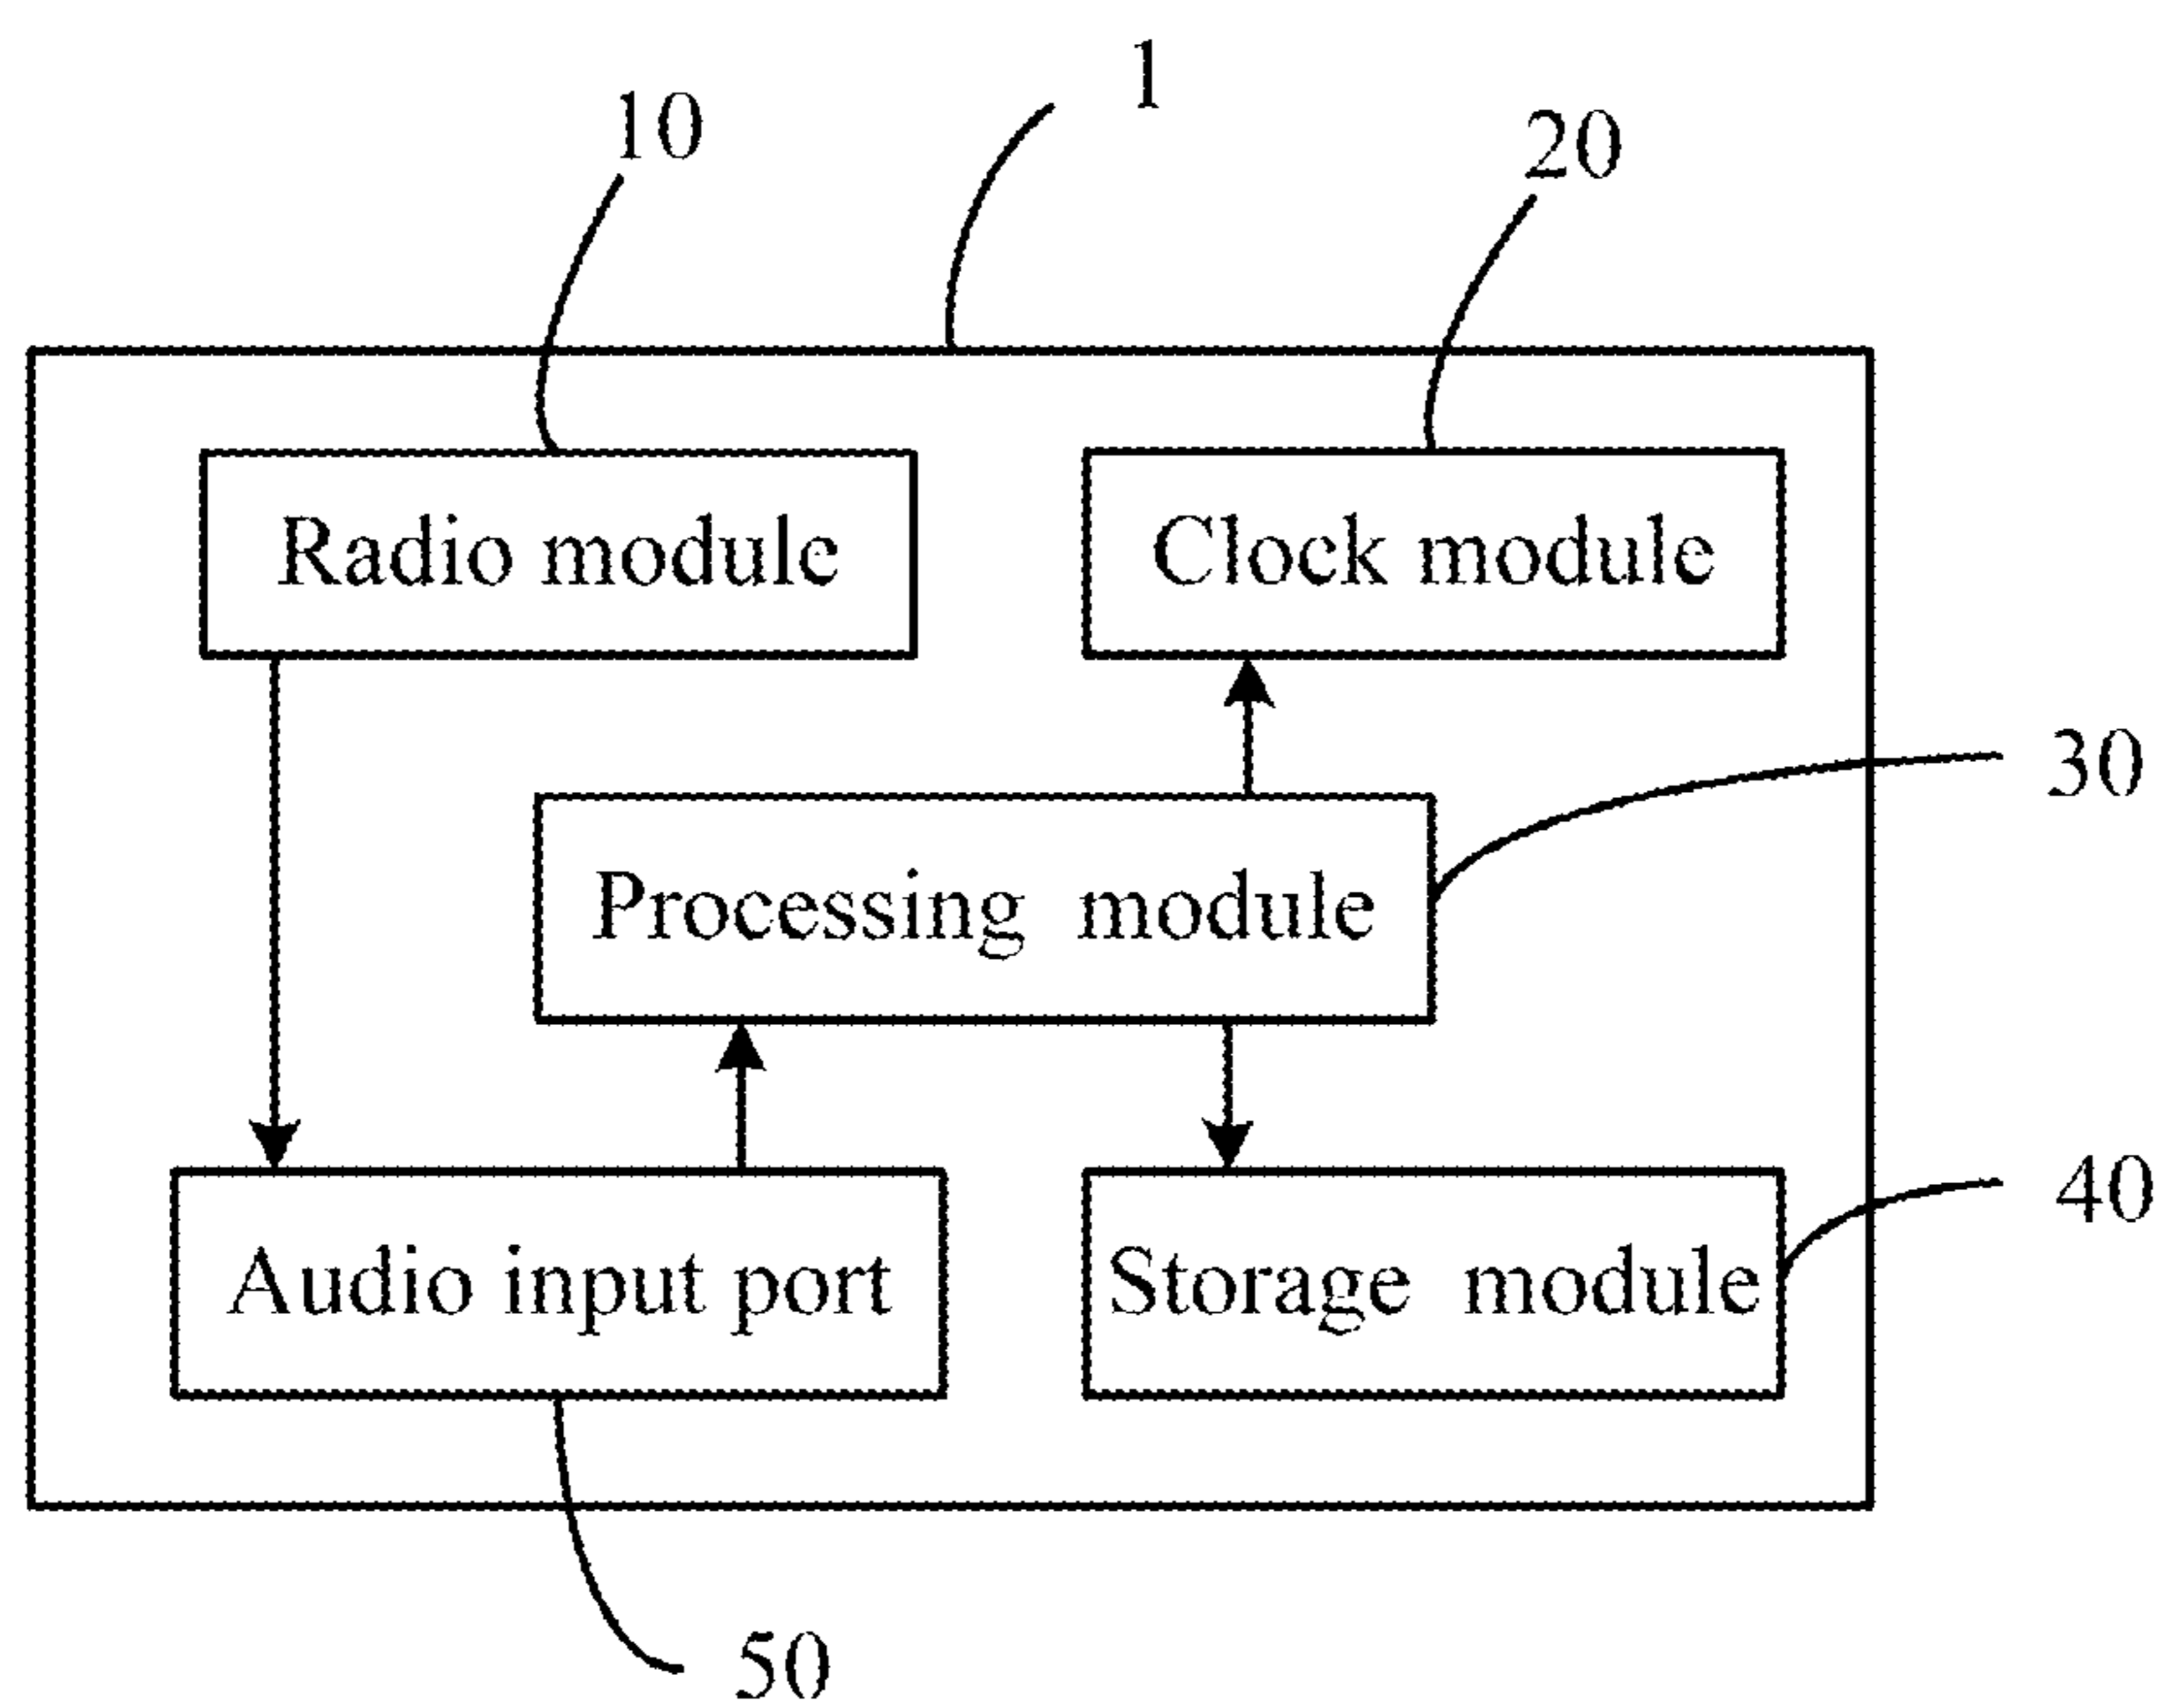 1
10
20
Radio module
Clock module
30
Processing module
40
Audio input port
Storage module
50